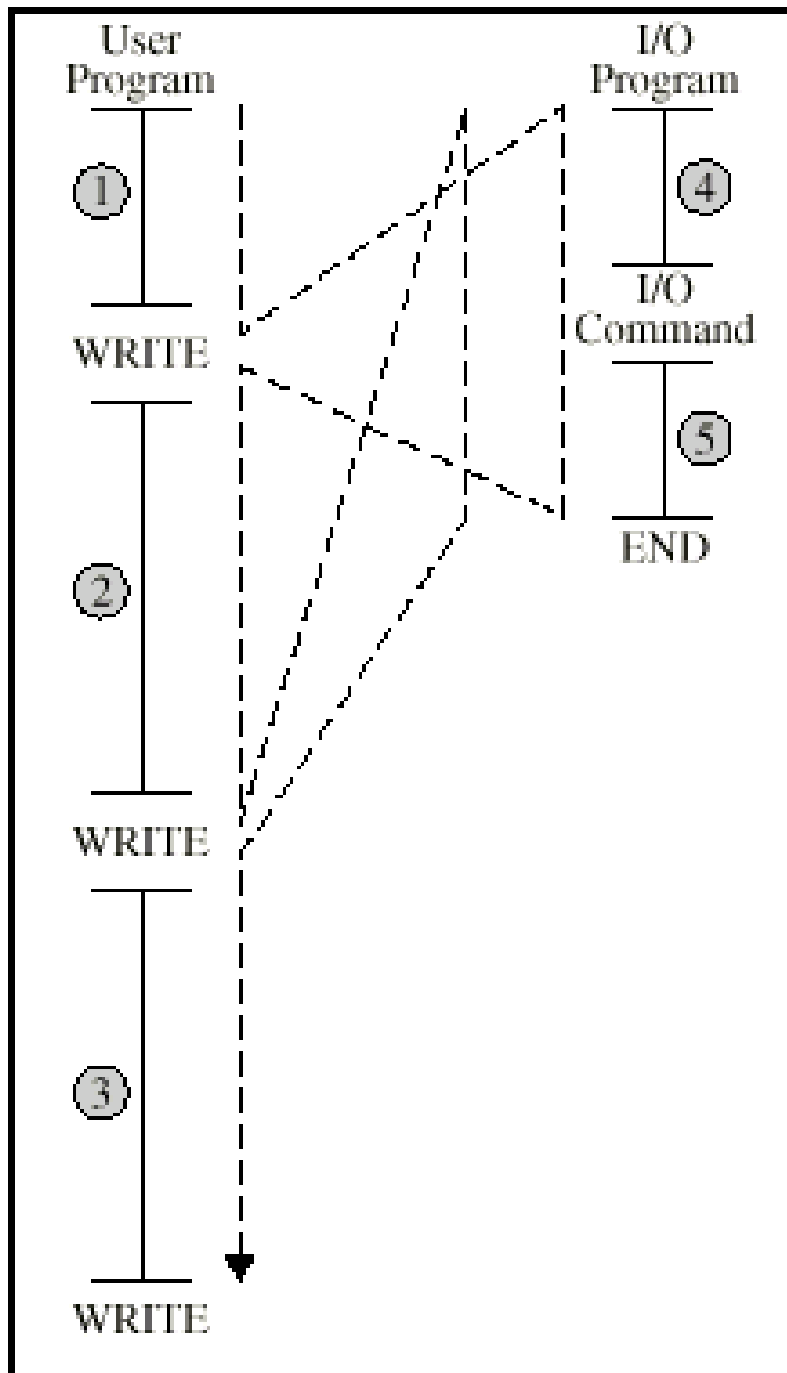 User
Program
1
WRITE
2
WRITE
3
WRITE
I/O
Program
4
I/O
Command
5
END